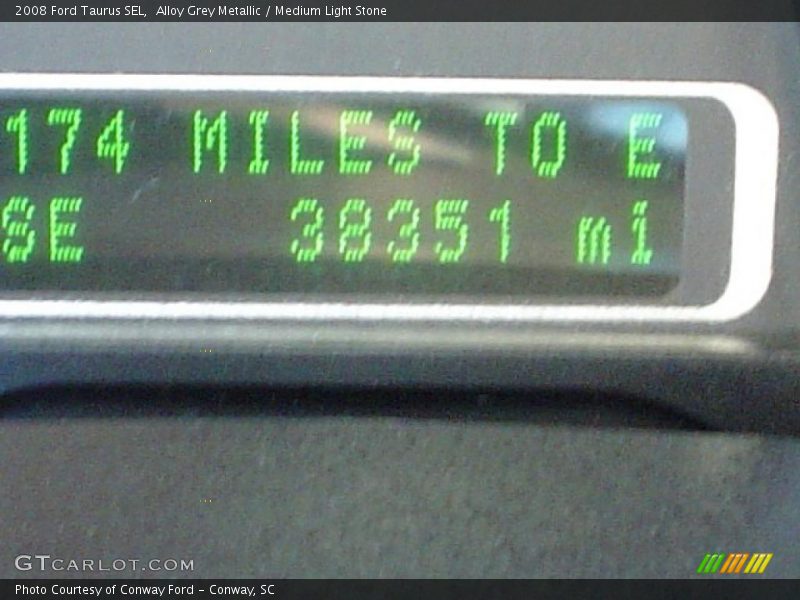 2008 Ford Taurus SEL,  Alloy Grey Metallic / Medium Light Stone
174 MILES TO E
SE 38351 mi
GTCARLOT.COM
Photo Courtesy of Conway Ford – Conway, SC